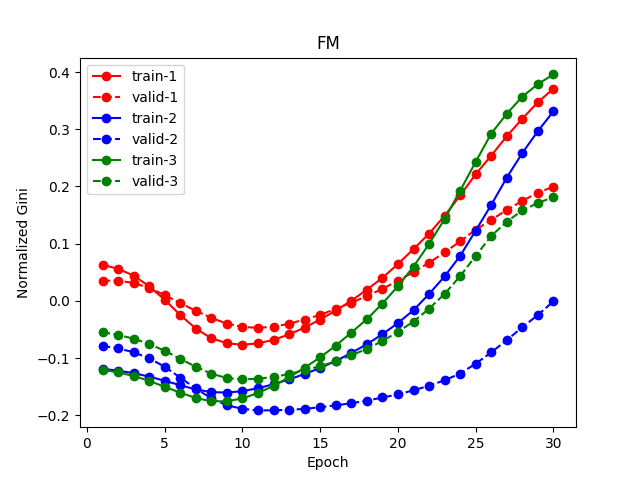 FM
train-1
valid-1
train-2
valid-2
train-3
valid-3
Normalized Gini
0.4
0.3
0.2
0.1
0.0
−0.1
−0.2
0 5 10 15 20 25 30
Epoch